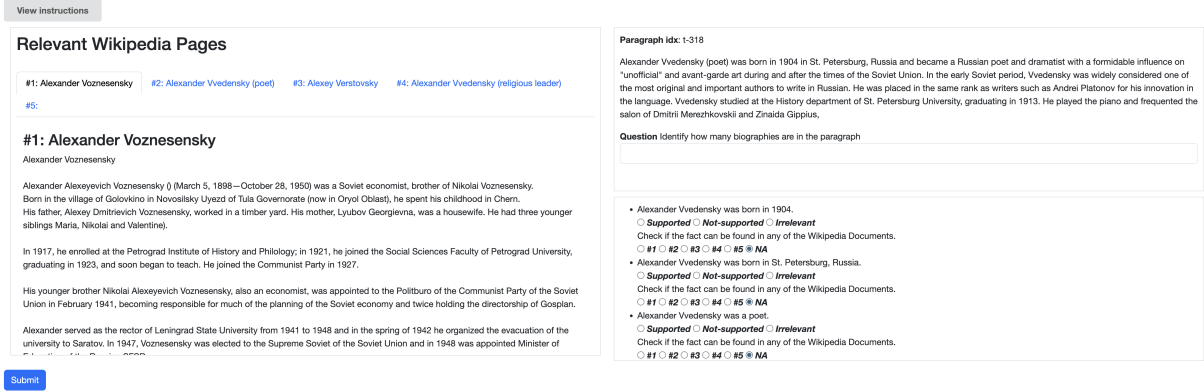 View instructions
Relevant Wikipedia Pages
#1: Alexander Voznesensky
#2: Alexander Vvedensky (poet)
#3: Alexey Verstovsky
#4: Alexander Vvedensky (religious leader)
#5:
#1: Alexander Voznesensky
Alexander Voznesensky
Alexander Alexeyevich Voznesensky () (March 5, 1898—October 28, 1950) was a Soviet economist, brother of Nikolai Voznesensky.
Born in the village of Golovkino in Novosilsky Uyezd of Tula Governorate (now in Oryol Oblast), he spent his childhood in Chern.
His father, Alexey Dmitrievich Voznesensky, worked in a timber yard. His mother, Lyubov Georgievna, was a housewife. He had three younger
siblings Maria, Nikolai and Valentine).
In 1917, he enrolled at the Petrograd Institute of History and Philology; in 1921, he joined the Social Sciences Faculty of Petrograd University,
graduating in 1923, and soon began to teach. He joined the Communist Party in 1927.
His younger brother Nikolai Alexeyevich Voznesensky, also an economist, was appointed to the Politburo of the Communist Party of the Soviet
Union in February 1941, becoming responsible for much of the planning of the Soviet economy and twice holding the directorship of Gosplan.
Alexander served as the rector of Leningrad State University from 1941 to 1948 and in the spring of 1942 he organized the evacuation of the
university to Saratov. In 1947, Voznesensky was elected to the Supreme Soviet of the Soviet Union and in 1948 was appointed Minister of
Submit
Paragraph idx: t-318
Alexander Vvedensky (poet) was born in 1904 in St. Petersburg, Russia and became a Russian poet and dramatist with a formidable influence on
"unofficial" and avant-garde art during and after the times of the Soviet Union. In the early Soviet period, Vvedensky was widely considered one of
the most original and important authors to write in Russian. He was placed in the same rank as writers such as Andrei Platonov for his innovation in
the language. Vvedensky studied at the History department of St. Petersburg University, graduating in 1913. He played the piano and frequented the
salon of Dmitrii Merezhkovskii and Zinaida Gippius,
Question Identify how many biographies are in the paragraph
Alexander Vvedensky was born in 1904.
Supported Not-supported Irrelevant
Check if the fact can be found in any of the Wikipedia Documents.
#1 #2 #3 #4 #5 NA
Alexander Vvedensky was born in St. Petersburg, Russia.
Supported Not-supported Irrelevant
Check if the fact can be found in any of the Wikipedia Documents.
#1 #2 #3 #4 #5 NA
Alexander Vvedensky was a poet.
Supported Not-supported Irrelevant
Check if the fact can be found in any of the Wikipedia Documents.
#1 #2 #3 #4 #5 NA